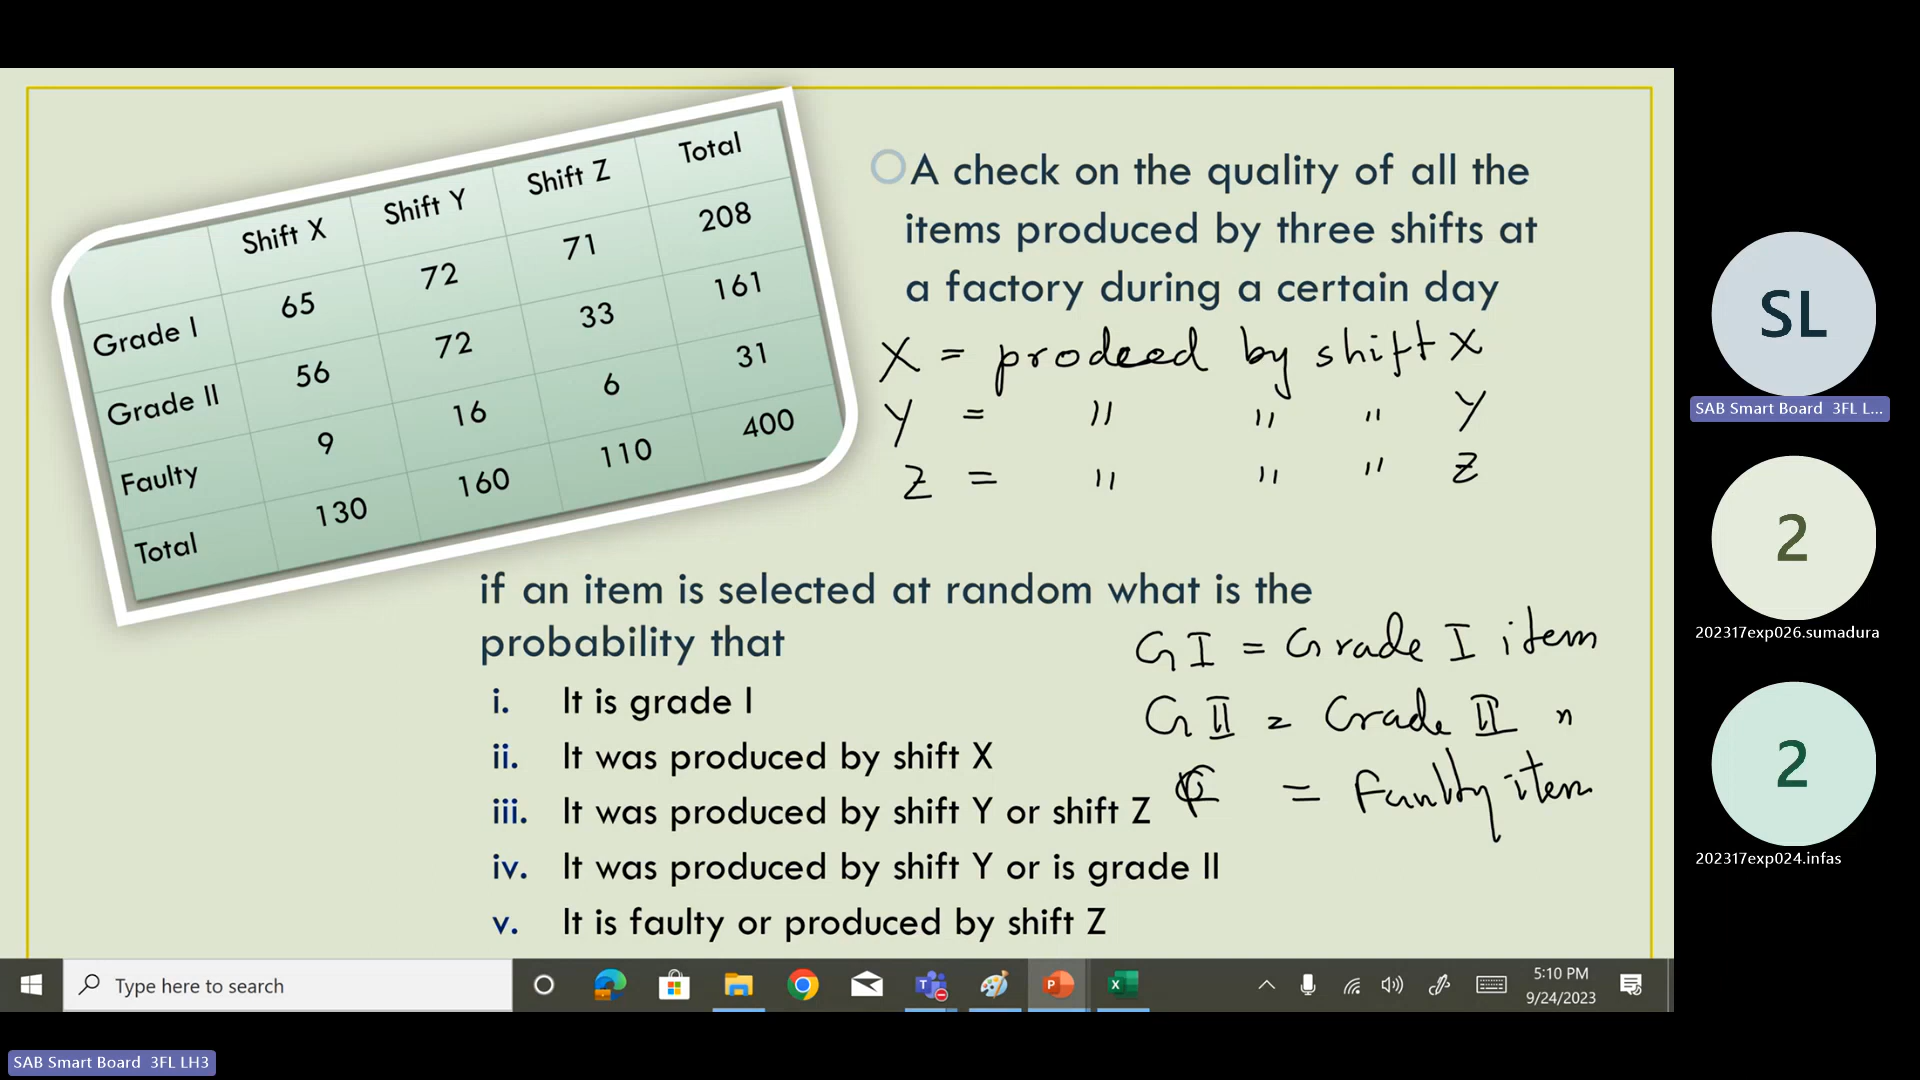 Shift X Shift Y Shift Z Total
Grade I 65 72 71 208
Grade II 56 72 33 161
Faulty 9 16 6 31
Total 130 160 110 400
A check on the quality of all the
items produced by three shifts at
a factory during a certain day
X = prodeed by shift X
Y = " " " Y
Z = " " " Z
if an item is selected at random what is the
probability that
i. It is grade I
ii. It was produced by shift X
iii. It was produced by shift Y or shift Z
iv. It was produced by shift Y or is grade II
v. It is faulty or produced by shift Z
GI = Grade I item
GII = Grade II "
F = Faulty item
SL
SAB Smart Board 3FL L...
2
202317exp026.sumadura
2
202317exp024.infas
Type here to search
5:10 PM
9/24/2023
SAB Smart Board 3FL LH3